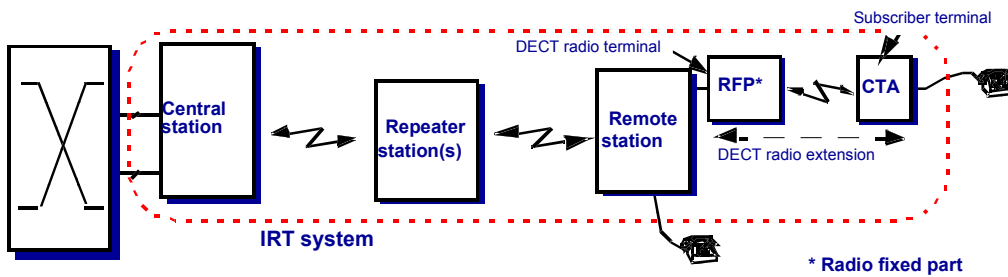 Subscriber terminal
DECT radio terminal
Central
station
Repeater
station(s)
Remote
station
RFP*
CTA
DECT radio extension
IRT system
* Radio fixed part